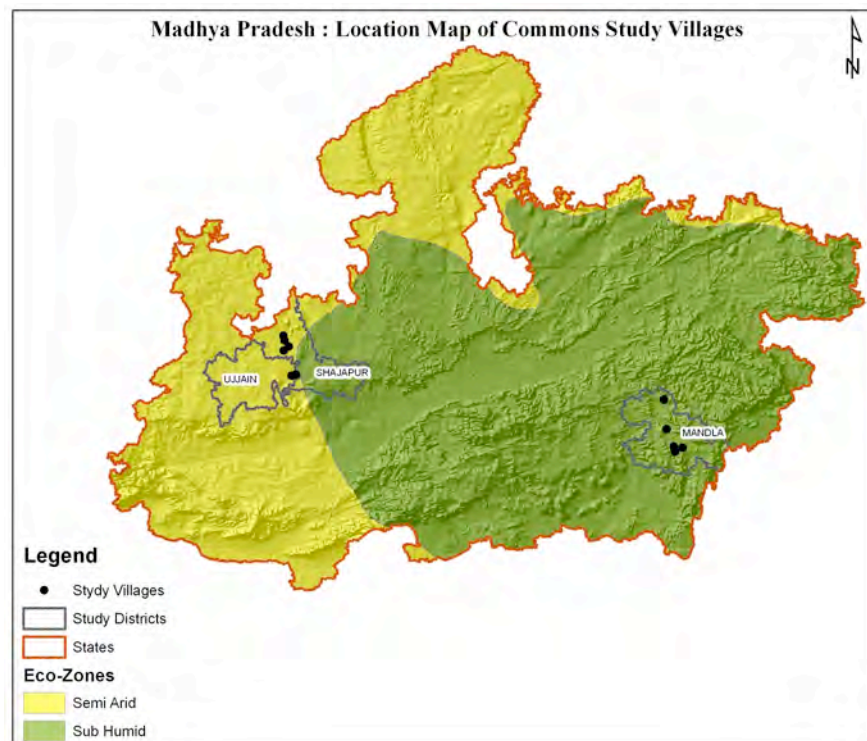 Madhya Pradesh : Location Map of Commons Study Villages
N
UJJAIN
SHAJAPUR
MANDLA
Legend
Stydy Villages
Study Districts
States
Eco-Zones
Semi Arid
Sub Humid